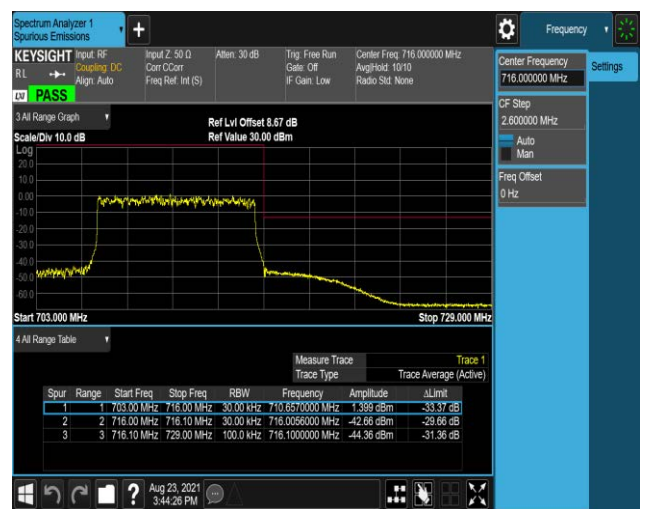 Spectrum Analyzer 1
Spurious Emissions
Frequency
KEYSIGHT
RL
LXI PASS
Input: RF
Coupling: DC
Align: Auto
Input Z: 50 Ω
Corr CCorr
Freq Ref: Int (S)
Atten: 30 dB
Trig: Free Run
Gate: Off
IF Gain: Low
Center Freq: 716.000000 MHz
Avg|Hold: 10/10
Radio Std: None
Center Frequency
716.000000 MHz
Settings
CF Step
2.600000 MHz
Auto
Man
Freq Offset
0 Hz
3 All Range Graph
Scale/Div 10.0 dB
Ref Lvl Offset 8.67 dB
Ref Value 30.00 dBm
Log
20.0
10.0
0.00
-10.0
-20.0
-30.0
-40.0
-50.0
-60.0
Start 703.000 MHz
Stop 729.000 MHz
4 All Range Table
Measure Trace Trace 1
Trace Type Trace Average (Active)
Spur Range Start Freq Stop Freq RBW Frequency Amplitude ΔLimit
1 1 703.00 MHz 716.00 MHz 30.00 kHz 710.6570000 MHz 1.399 dBm -33.37 dB
2 2 716.00 MHz 716.10 MHz 30.00 kHz 716.0056000 MHz -42.66 dBm -29.66 dB
3 3 716.10 MHz 729.00 MHz 100.0 kHz 716.1000000 MHz -44.36 dBm -31.36 dB
Aug 23, 2021
3:44:26 PM